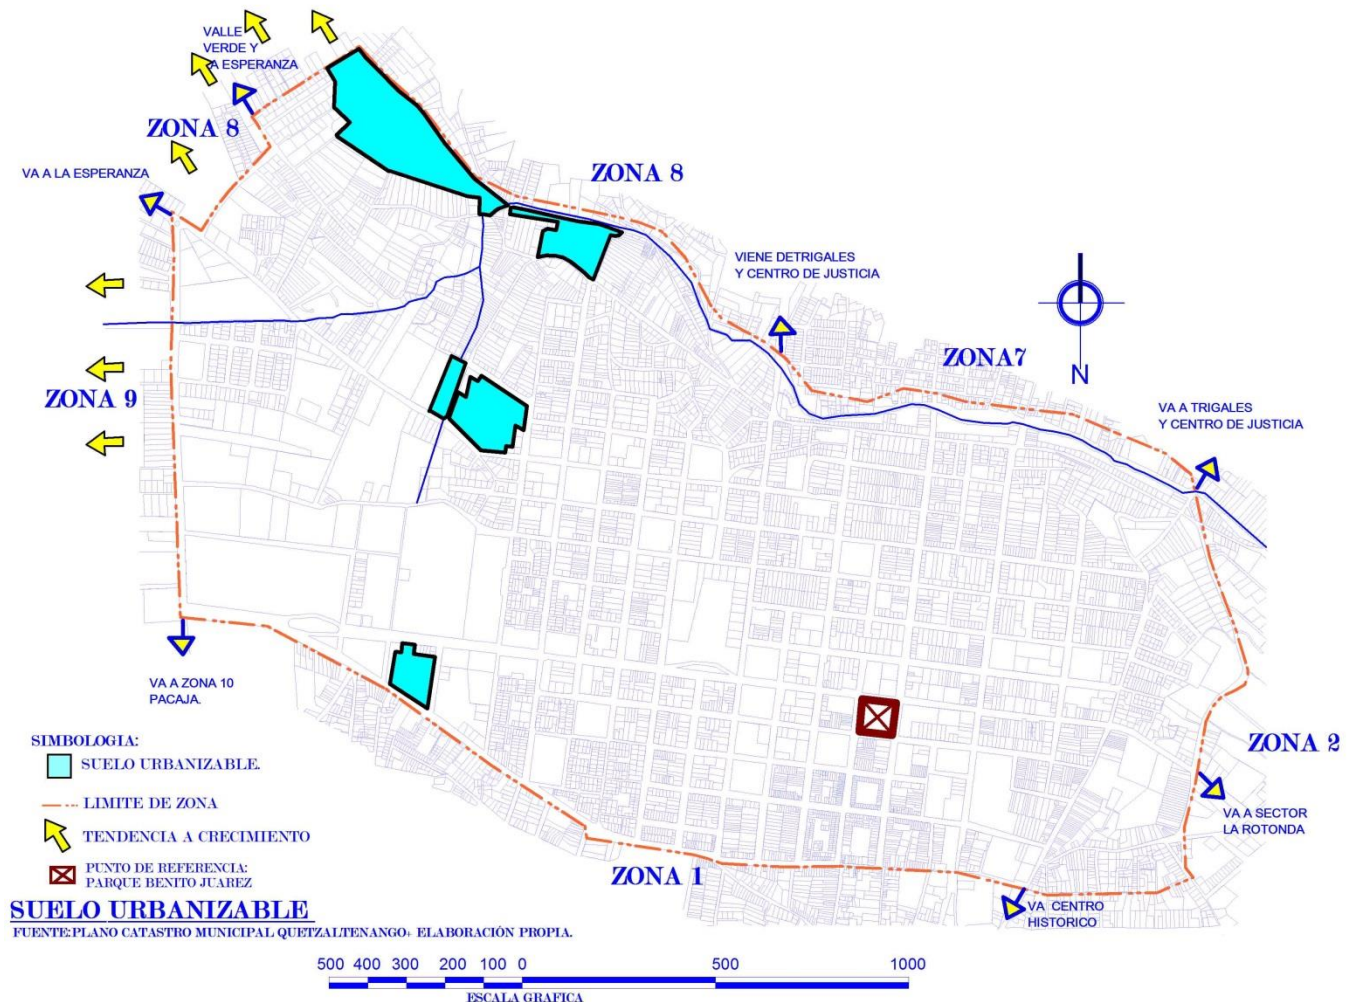 VALLE
VERDE Y
LA ESPERANZA
ZONA 8
VA A LA ESPERANZA
ZONA 8
VIENE DETRIGALES
Y CENTRO DE JUSTICIA
N
ZONA7
ZONA 9
VA A TRIGALES
Y CENTRO DE JUSTICIA
VA A ZONA 10
PACAJA.
ZONA 2
VA A SECTOR
LA ROTONDA
ZONA 1
VA CENTRO
HISTORICO
SIMBOLOGIA:
SUELO URBANIZABLE.
LIMITE DE ZONA
TENDENCIA A CRECIMIENTO
PUNTO DE REFERENCIA:
PARQUE BENITO JUAREZ
SUELO URBANIZABLE
FUENTE:PLANO CATASTRO MUNICIPAL QUETZALTENANGO+ ELABORACIÓN PROPIA.
500 400 300 200 100 0 500 1000
ESCALA GRAFICA